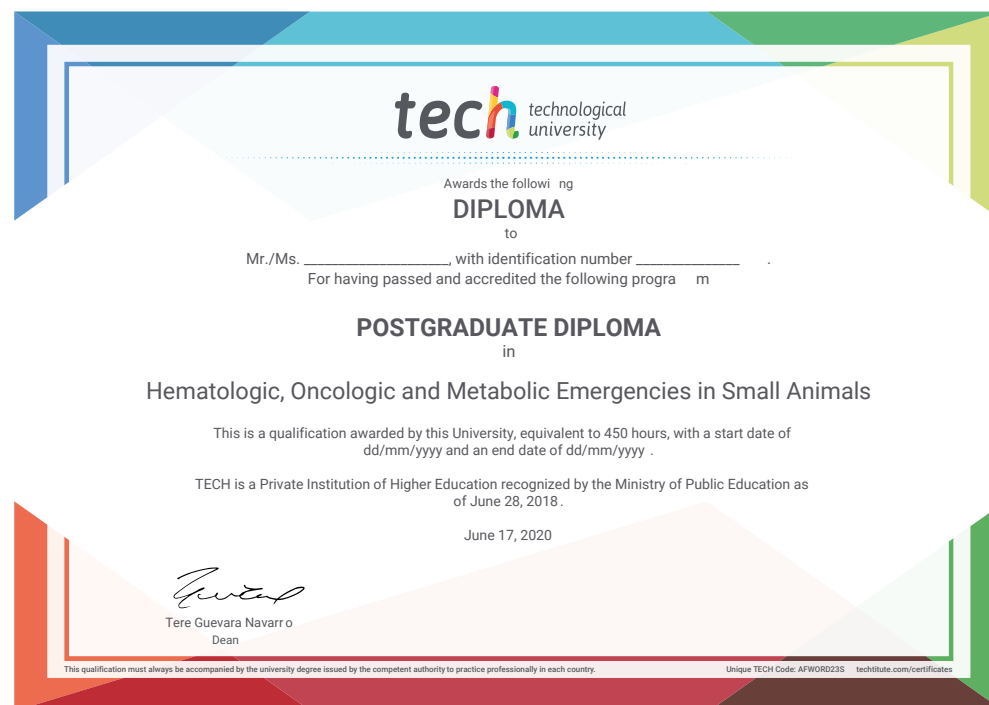 tech technological university
Awards the followi ng
DIPLOMA
to
Mr./Ms. _____________________, with identification number _______________ .
For having passed and accredited the following progra m
POSTGRADUATE DIPLOMA
in
Hematologic, Oncologic and Metabolic Emergencies in Small Animals
This is a qualification awarded by this University, equivalent to 450 hours, with a start date of
dd/mm/yyyy and an end date of dd/mm/yyyy .
TECH is a Private Institution of Higher Education recognized by the Ministry of Public Education as
of June 28, 2018 .
June 17, 2020
Tere Guevara Navarr o
Dean
This qualification must always be accompanied by the university degree issued by the competent authority to practice professionally in each country.
Unique TECH Code: AFWORD23S techtitute.com/certificates